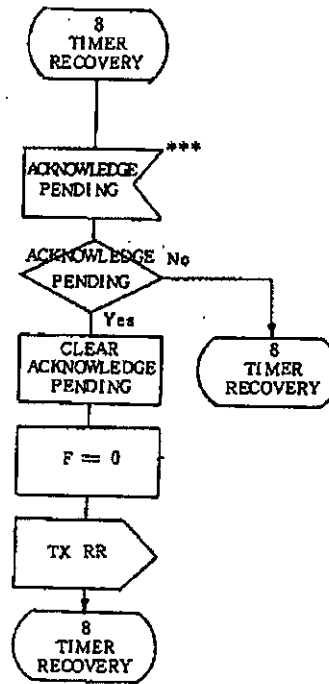 8
TIMER
RECOVERY
***
ACKNOWLEDGE
PENDING
ACKNOWLEDGE
PENDING
No
Yes
CLEAR
ACKNOWLEDGE
PENDING
8
TIMER
RECOVERY
F = 0
TX RR
8
TIMER
RECOVERY